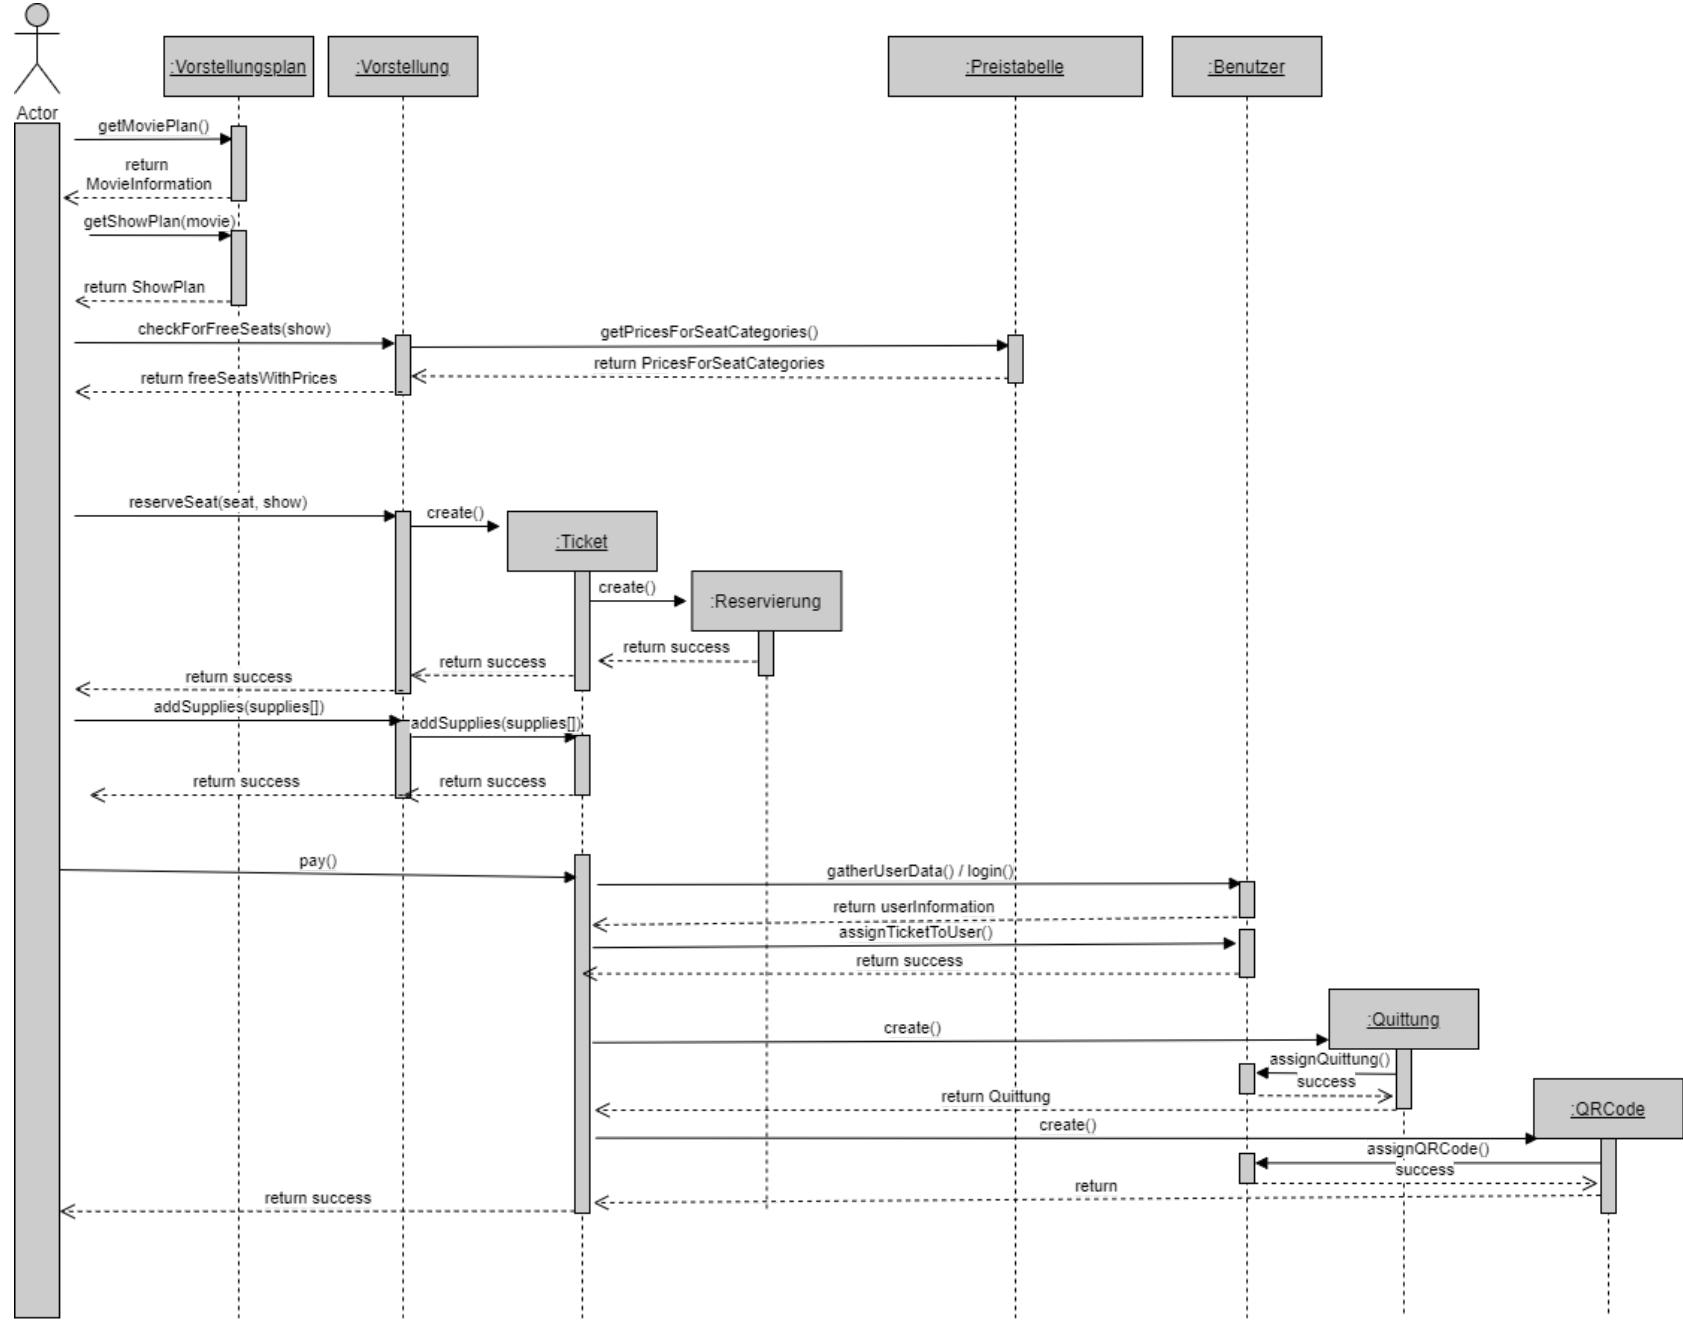 :Vorstellungsplan
:Vorstellung
:Preistabelle
:Benutzer
Actor
getMoviePlan()
return
MovieInformation
getShowPlan(movie)
return ShowPlan
checkForFreeSeats(show)
getPricesForSeatCategories()
return PricesForSeatCategories
return freeSeatsWithPrices
reserveSeat(seat, show)
create()
:Ticket
create()
:Reservierung
return success
return success
return success
addSupplies(supplies[])
addSupplies(supplies[])
return success
return success
pay()
gatherUserData() / login()
return userInformation
assignTicketToUser()
return success
:Quittung
create()
assignQuittung()
success
return Quittung
:QRCode
create()
assignQRCode()
success
return
return success